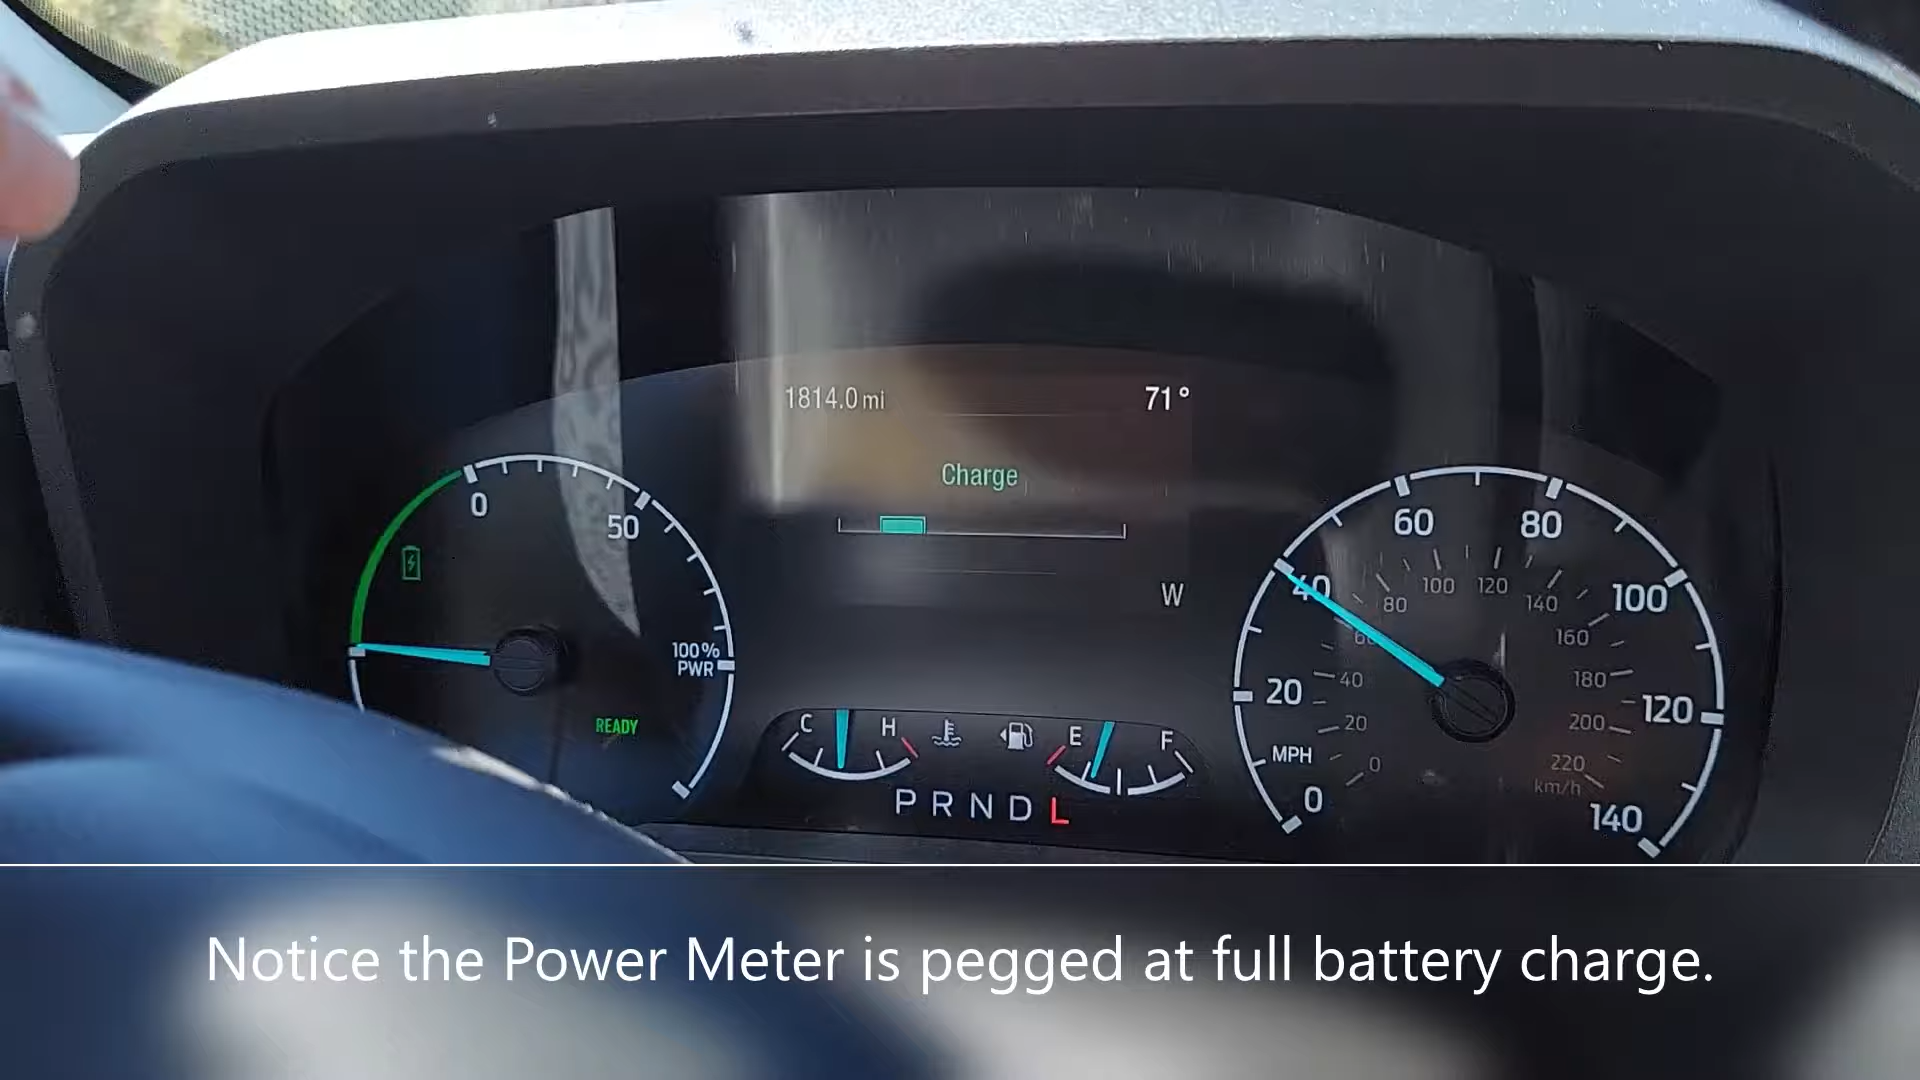 1814.0 mi 71°
Charge
W
0
50
100%
PWR
READY
C H
E F
P R N D L
0
20
40
60
80
100
120
140
MPH
0
20
40
60
80
100
120
140
160
180
200
220
km/h
Notice the Power Meter is pegged at full battery charge.